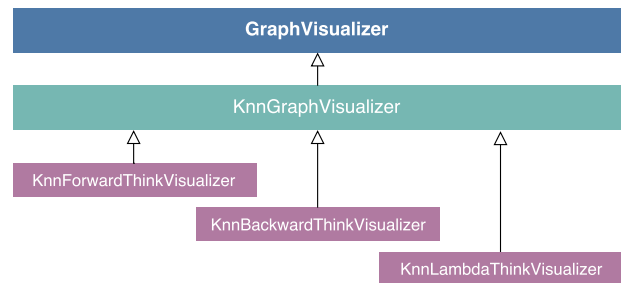 GraphVisualizer
KnnGraphVisualizer
KnnForwardThinkVisualizer
KnnBackwardThinkVisualizer
KnnLambdaThinkVisualizer